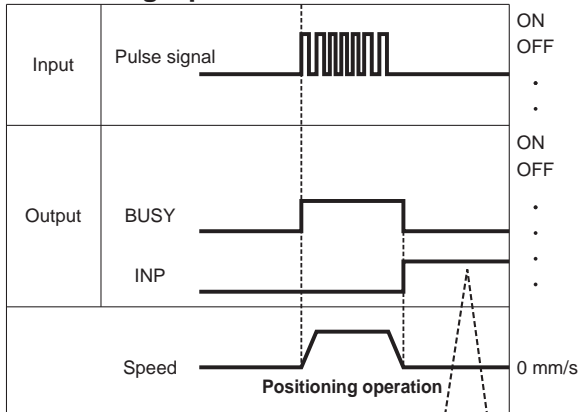 ON
OFF
Input
Pulse signal
ON
OFF
Output
BUSY
INP
Speed
0 mm/s
Positioning operation